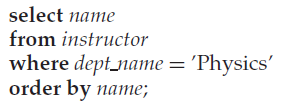 select name
from instructor
where dept_name = ’Physics’
order by name;